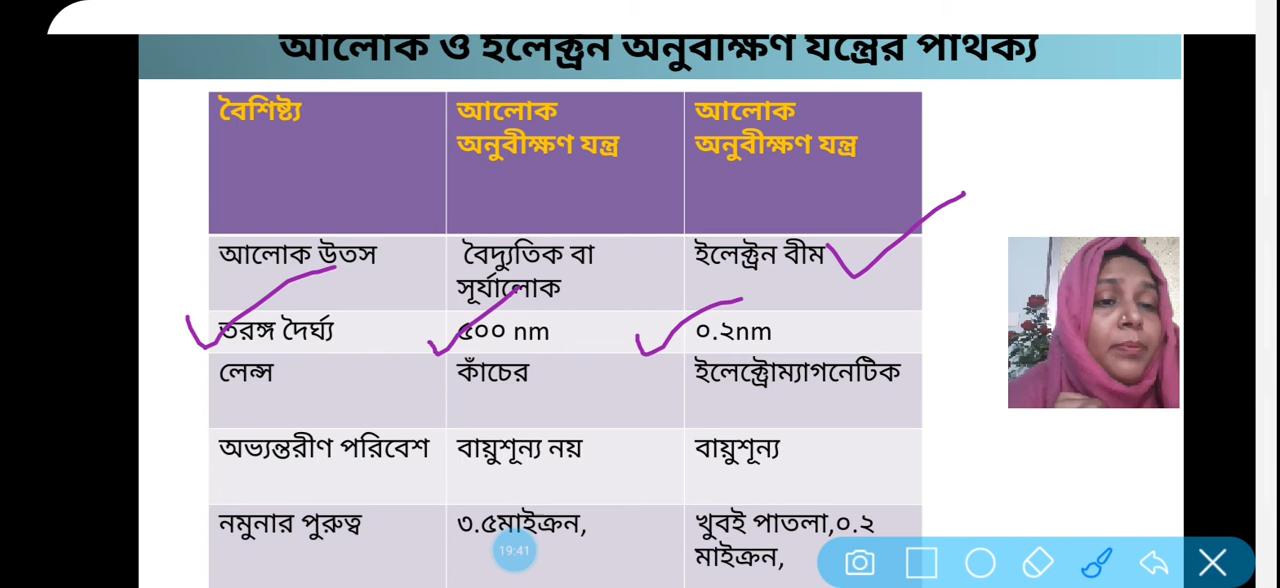 আলোক ও ইলেক্ট্রন অনুবীক্ষণ যন্ত্রের পার্থক্য
বৈশিষ্ট্য
আলোক
অনুবীক্ষণ যন্ত্র
আলোক
অনুবীক্ষণ যন্ত্র
আলোক উতস
বৈদ্যুতিক বা
সূর্যালোক
ইলেক্ট্রন বীম
তরঙ্গ দৈর্ঘ্য
৫০০ nm
০.২nm
লেন্স
কাঁচের
ইলেক্ট্রোম্যাগনেটিক
অভ্যন্তরীণ পরিবেশ
বায়ুশূন্য নয়
বায়ুশূন্য
নমুনার পুরুত্ব
৩.৫মাইক্রন,
খুবই পাতলা,০.২
মাইক্রন,
19:41